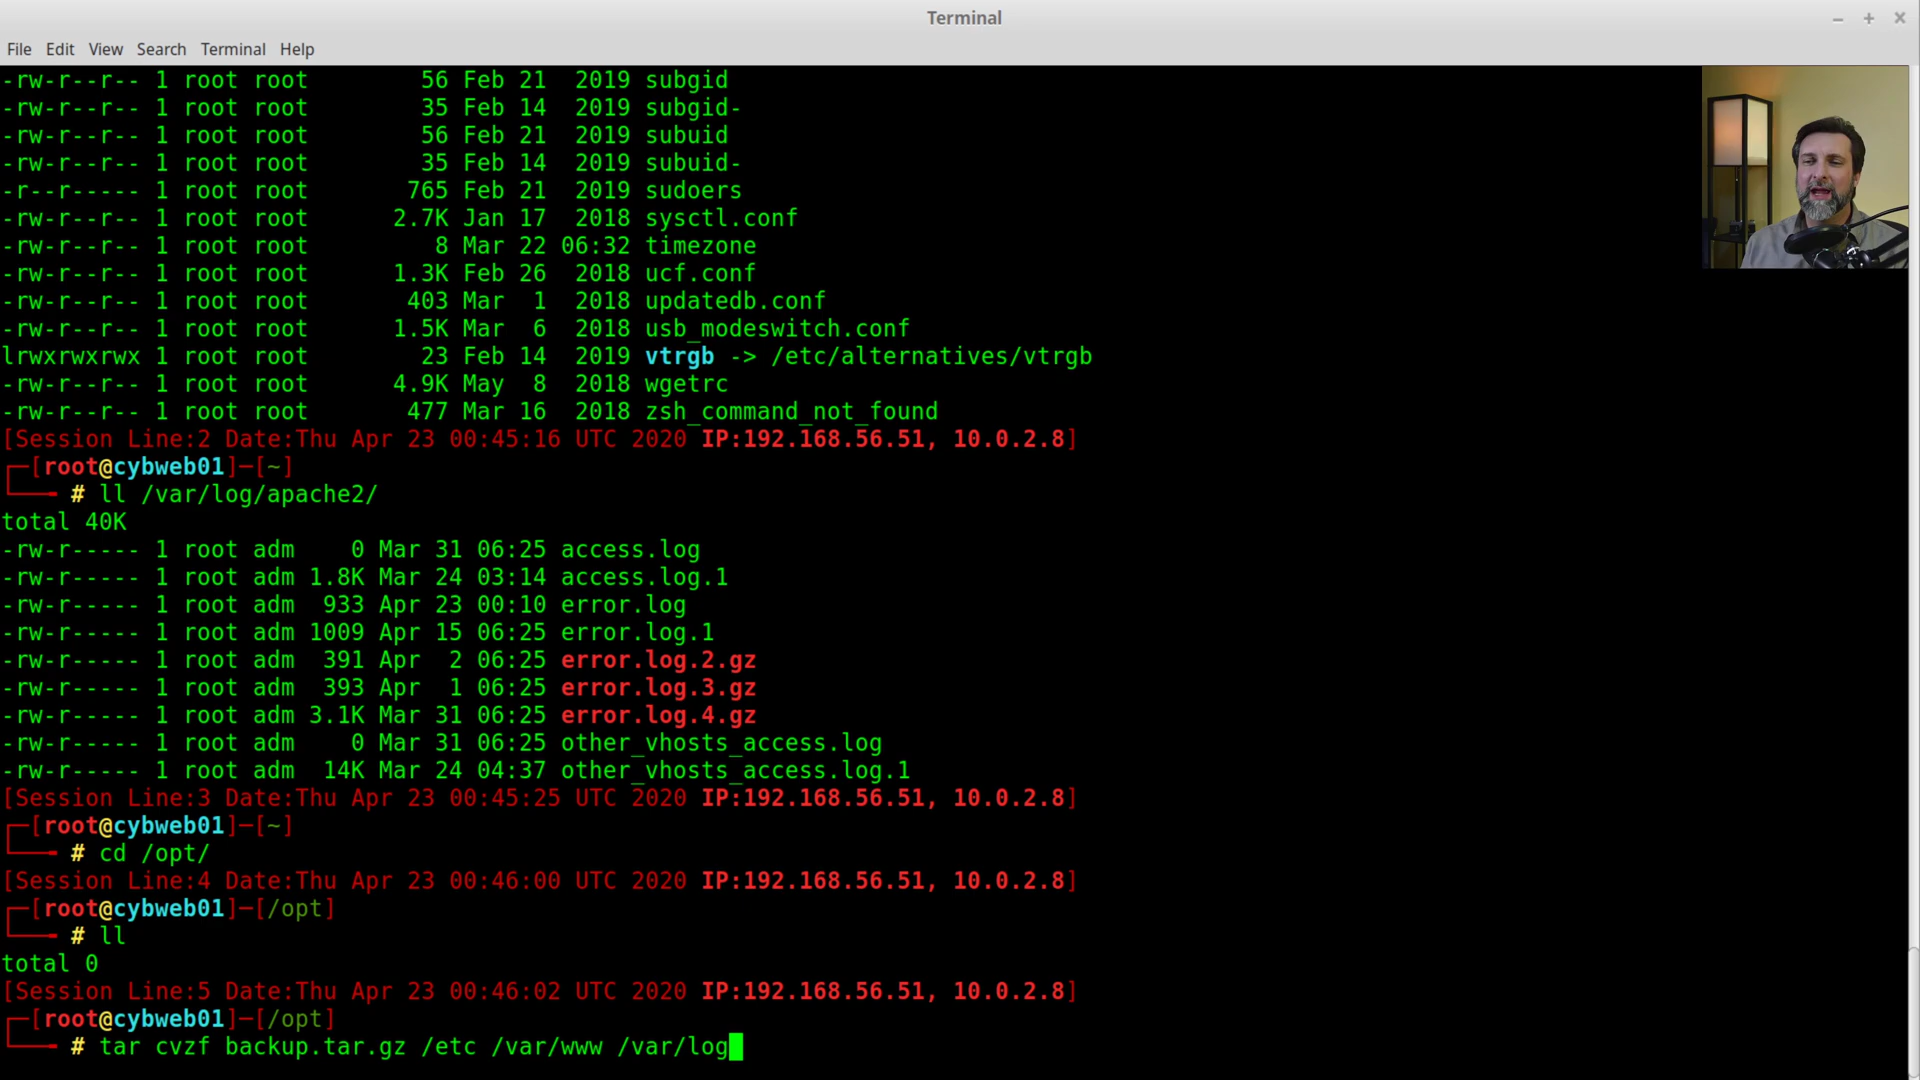 Terminal
File Edit View Search Terminal Help
-rw-r--r-- 1 root root 56 Feb 21 2019 subgid
-rw-r--r-- 1 root root 35 Feb 14 2019 subgid-
-rw-r--r-- 1 root root 56 Feb 21 2019 subuid
-rw-r--r-- 1 root root 35 Feb 14 2019 subuid-
-r--r----- 1 root root 765 Feb 21 2019 sudoers
-rw-r--r-- 1 root root 2.7K Jan 17 2018 sysctl.conf
-rw-r--r-- 1 root root 8 Mar 22 06:32 timezone
-rw-r--r-- 1 root root 1.3K Feb 26 2018 ucf.conf
-rw-r--r-- 1 root root 403 Mar 1 2018 updatedb.conf
-rw-r--r-- 1 root root 1.5K Mar 6 2018 usb_modeswitch.conf
lrwxrwxrwx 1 root root 23 Feb 14 2019 vtrgb -> /etc/alternatives/vtrgb
-rw-r--r-- 1 root root 4.9K May 8 2018 wgetrc
-rw-r--r-- 1 root root 477 Mar 16 2018 zsh_command_not_found
[Session Line:2 Date:Thu Apr 23 00:45:16 UTC 2020 IP:192.168.56.51, 10.0.2.8]
┌─[root@cybweb01]─[~]
└──╼ # ll /var/log/apache2/
total 40K
-rw-r----- 1 root adm 0 Mar 31 06:25 access.log
-rw-r----- 1 root adm 1.8K Mar 24 03:14 access.log.1
-rw-r----- 1 root adm 933 Apr 23 00:10 error.log
-rw-r----- 1 root adm 1009 Apr 15 06:25 error.log.1
-rw-r----- 1 root adm 391 Apr 2 06:25 error.log.2.gz
-rw-r----- 1 root adm 393 Apr 1 06:25 error.log.3.gz
-rw-r----- 1 root adm 3.1K Mar 31 06:25 error.log.4.gz
-rw-r----- 1 root adm 0 Mar 31 06:25 other_vhosts_access.log
-rw-r----- 1 root adm 14K Mar 24 04:37 other_vhosts_access.log.1
[Session Line:3 Date:Thu Apr 23 00:45:25 UTC 2020 IP:192.168.56.51, 10.0.2.8]
┌─[root@cybweb01]─[~]
└──╼ # cd /opt/
[Session Line:4 Date:Thu Apr 23 00:46:00 UTC 2020 IP:192.168.56.51, 10.0.2.8]
┌─[root@cybweb01]─[/opt]
└──╼ # ll
total 0
[Session Line:5 Date:Thu Apr 23 00:46:02 UTC 2020 IP:192.168.56.51, 10.0.2.8]
┌─[root@cybweb01]─[/opt]
└──╼ # tar cvzf backup.tar.gz /etc /var/www /var/log